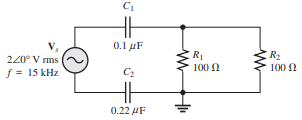 C₁
0.1 μF
Vₛ
2∠0° V rms
f = 15 kHz
C₂
0.22 μF
R₁
100 Ω
R₂
100 Ω